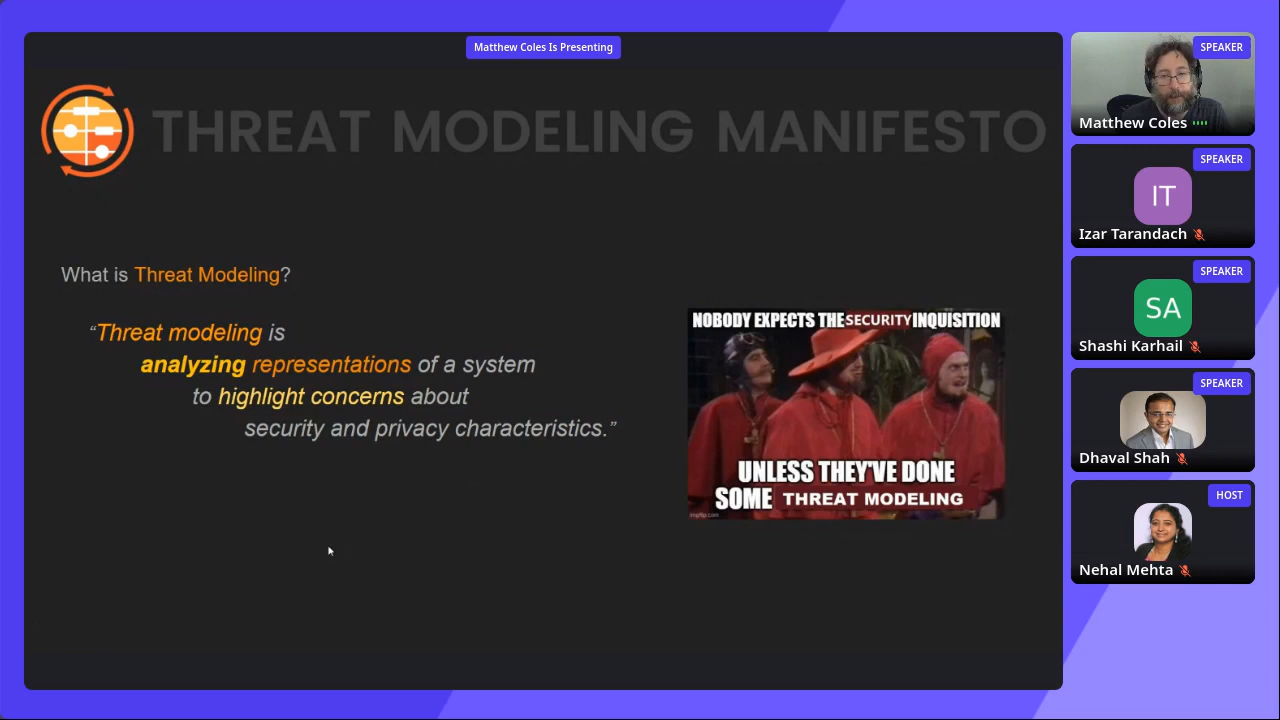 Matthew Coles Is Presenting
THREAT MODELING MANIFESTO
What is Threat Modeling?
“Threat modeling is
analyzing representations of a system
to highlight concerns about
security and privacy characteristics.”
NOBODY EXPECTS THE SECURITY INQUISITION
UNLESS THEY'VE DONE
SOME THREAT MODELING
imgflip.com
SPEAKER
Matthew Coles
SPEAKER
IT
Izar Tarandach
SPEAKER
SA
Shashi Karhail
SPEAKER
Dhaval Shah
HOST
Nehal Mehta